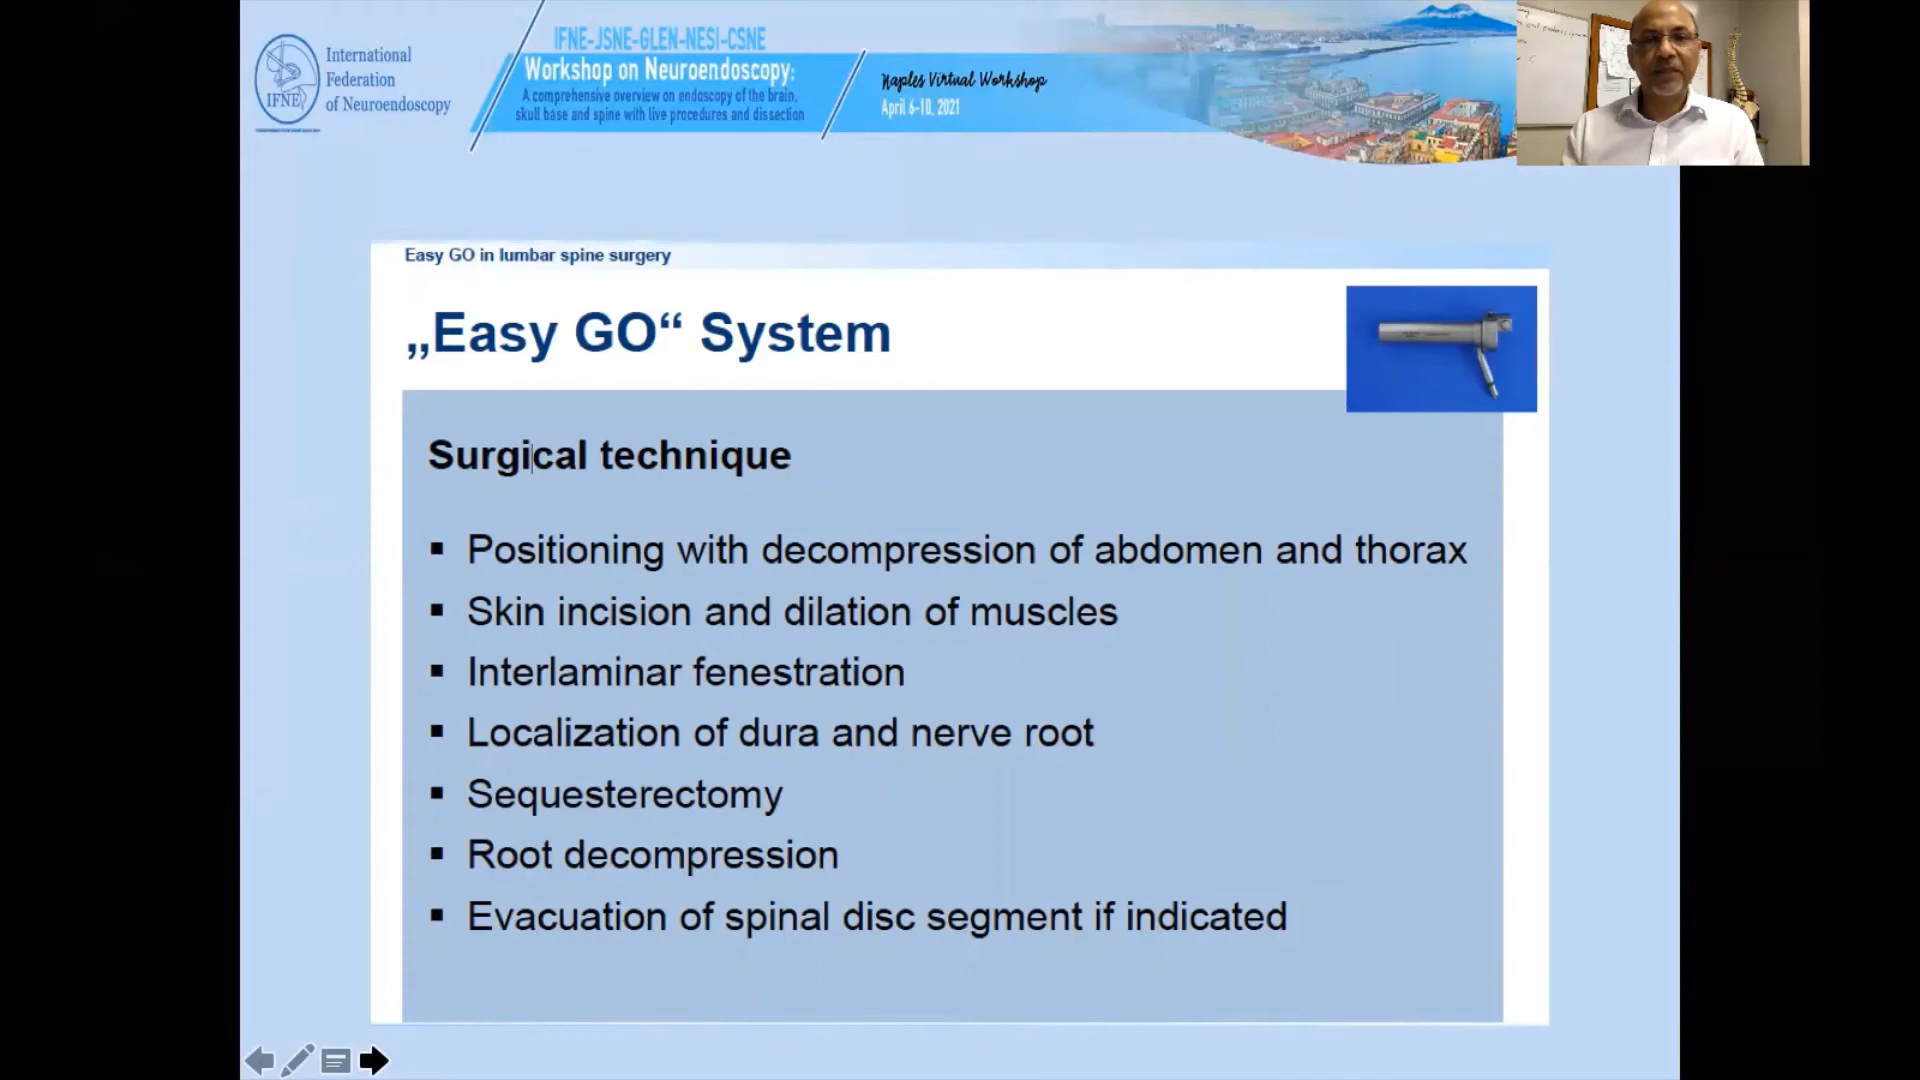 International
Federation
of Neuroendoscopy
IFNE
IFNE-JSNE-GLEN-NESI-CSNE
Workshop on Neuroendoscopy:
A comprehensive overview on endoscopy of the brain,
skull base and spine with live procedures and dissection
Naples Virtual Workshop
April 6-10, 2021
Easy GO in lumbar spine surgery
„Easy GO“ System
Surgical technique
▪ Positioning with decompression of abdomen and thorax
▪ Skin incision and dilation of muscles
▪ Interlaminar fenestration
▪ Localization of dura and nerve root
▪ Sequesterectomy
▪ Root decompression
▪ Evacuation of spinal disc segment if indicated